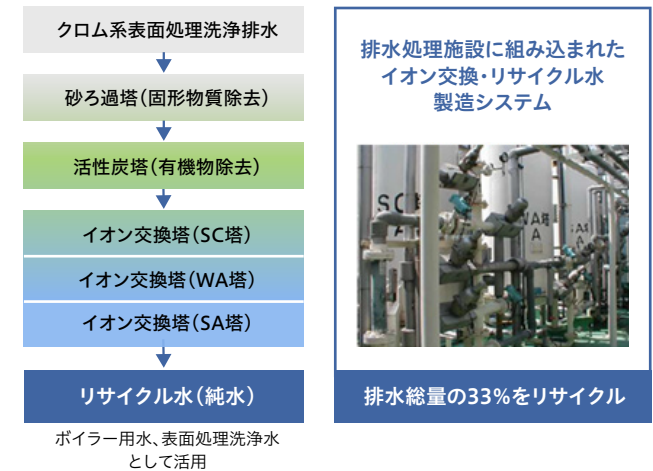 クロム系表面処理洗浄排水
砂ろ過塔（固形物質除去）
活性炭塔（有機物除去）
イオン交換塔（SC塔）
イオン交換塔（WA塔）
イオン交換塔（SA塔）
リサイクル水（純水）
ボイラー用水、表面処理洗浄水
として活用
排水処理施設に組み込まれた
イオン交換・リサイクル水
製造システム
SC塔
A
WA塔
A
排水総量の33%をリサイクル